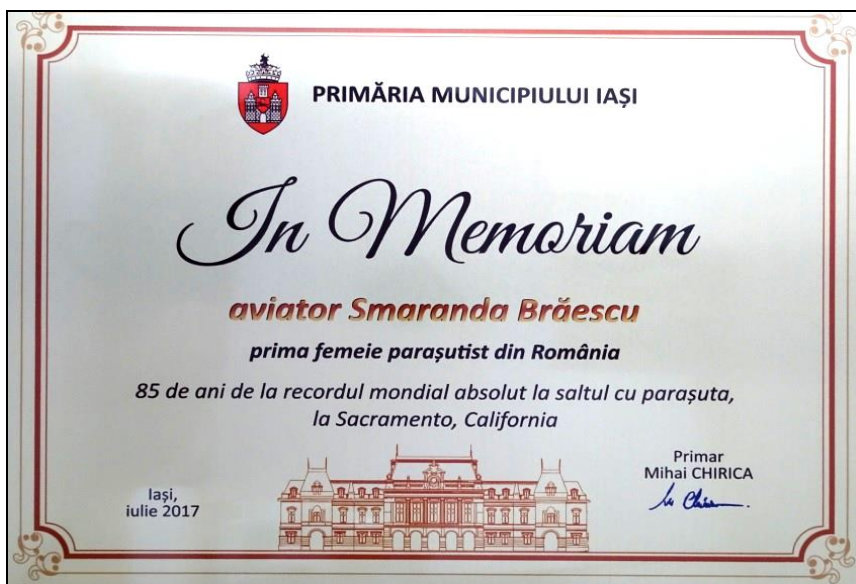 PRIMĂRIA MUNICIPIULUI IAȘI
In Memoriam
aviator Smaranda Brăescu
prima femeie parașutist din România
85 de ani de la recordul mondial absolut la saltul cu parașuta,
la Sacramento, California
Iași,
iulie 2017
Primar
Mihai CHIRICA